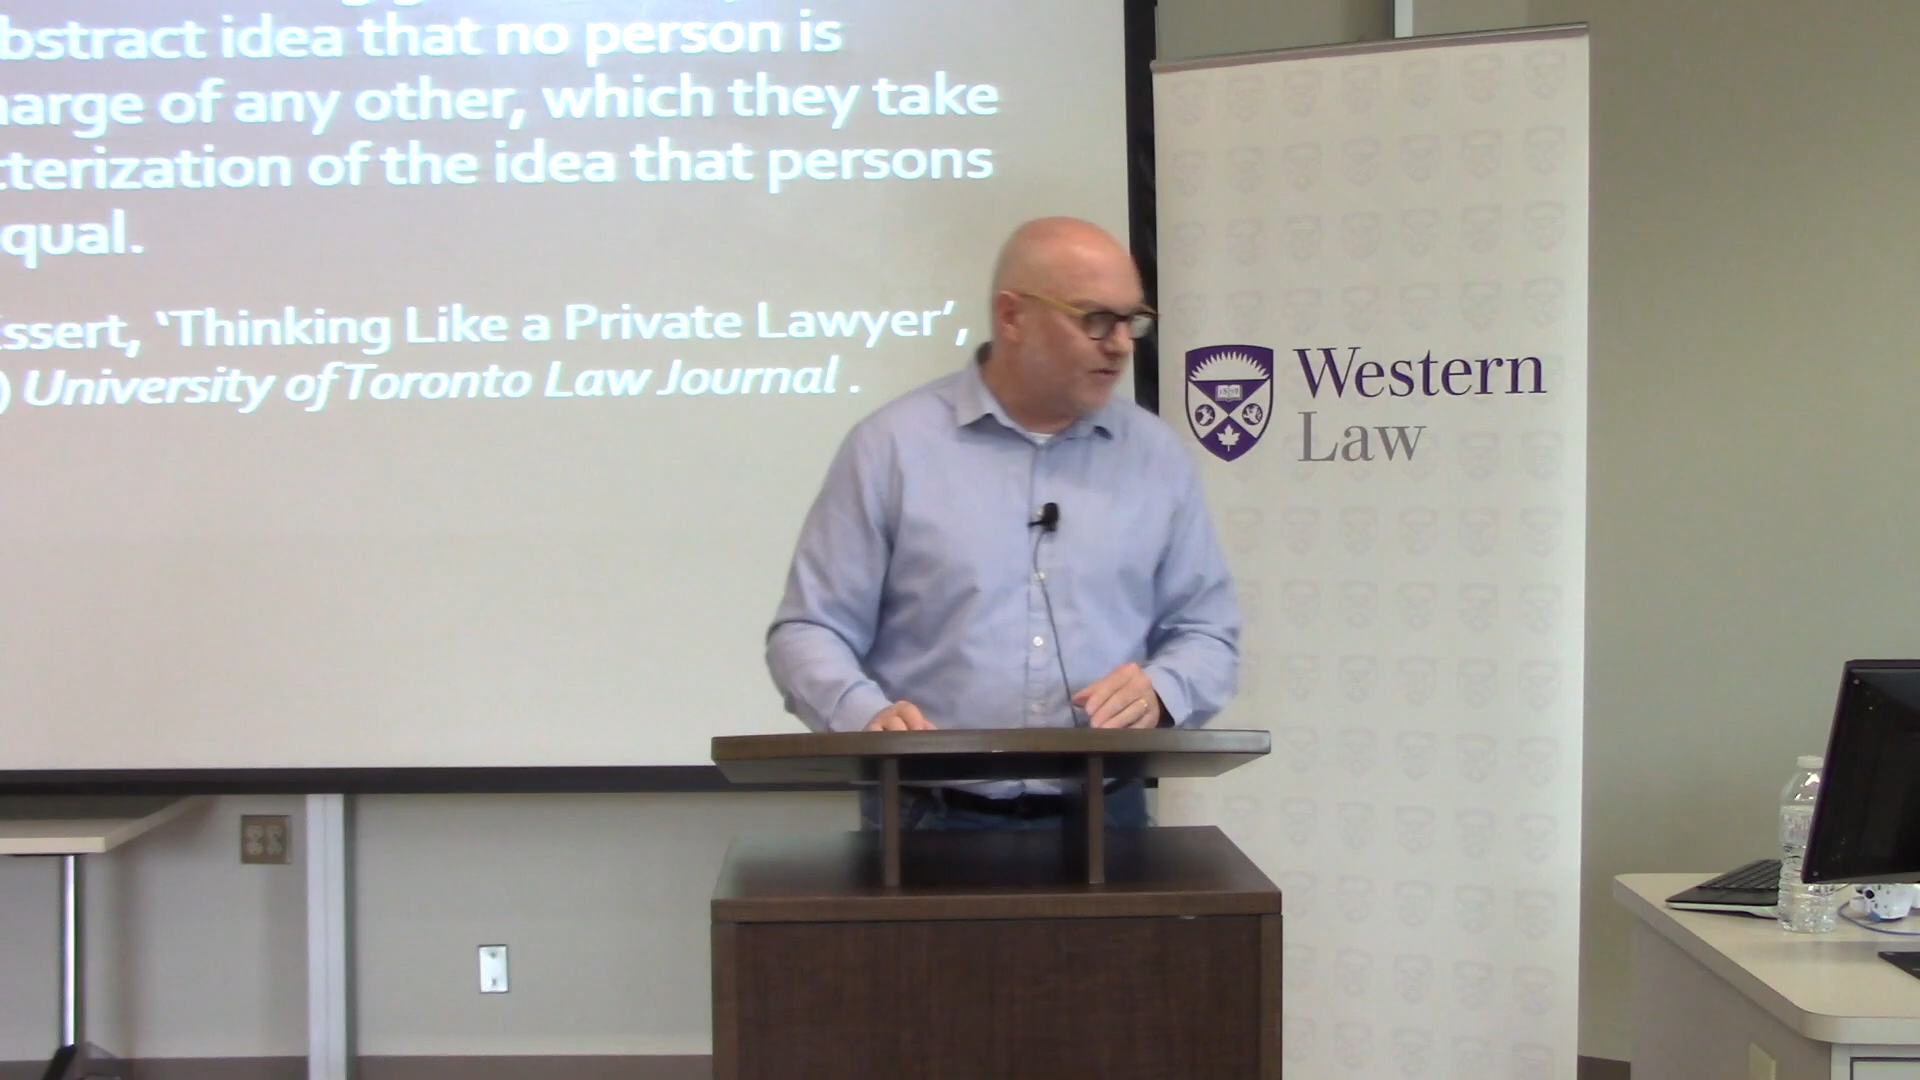 bstract idea that no person is
harge of any other, which they take
cterization of the idea that persons
qual.
Essert, ‘Thinking Like a Private Lawyer’,
) University of Toronto Law Journal .
Western
Law